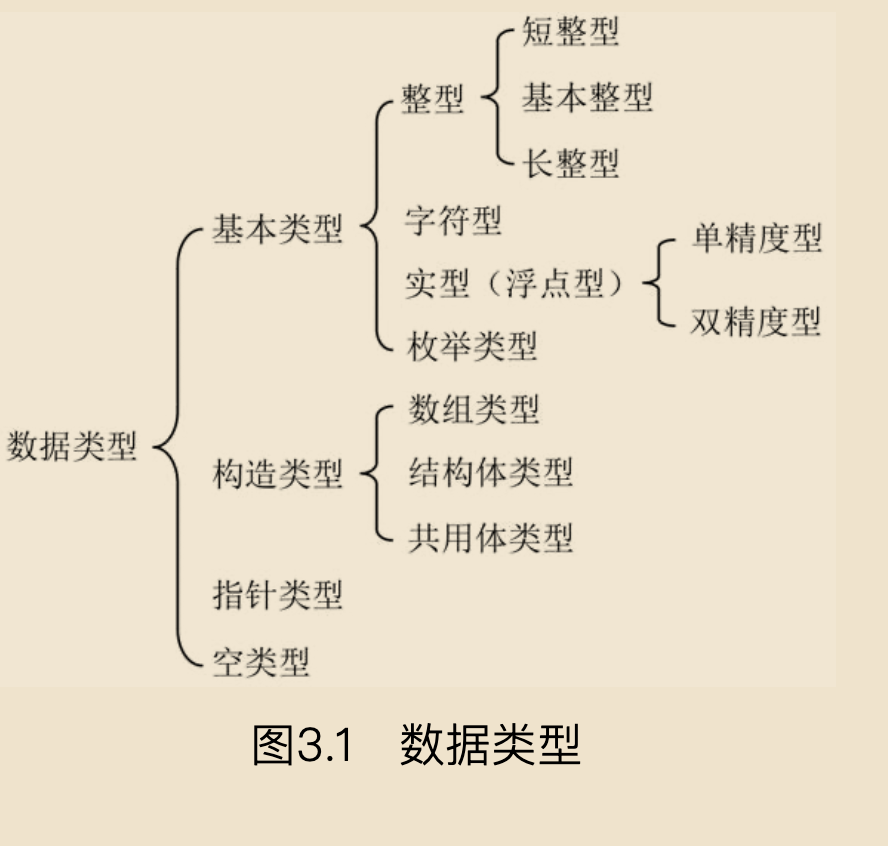 短整型
整型
基本整型
长整型
基本类型
字符型
单精度型
实型（浮点型）
双精度型
枚举类型
数组类型
数据类型
构造类型
结构体类型
共用体类型
指针类型
空类型
图3.1 数据类型